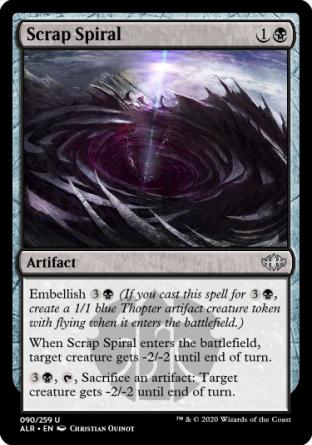 Scrap Spiral 1
Artifact
Embellish 3 (If you cast this spell for 3 ,
create a 1/1 blue Thopter artifact creature token
with flying when it enters the battlefield.)
When Scrap Spiral enters the battlefield,
target creature gets -2/-2 until end of turn.
3 , , Sacrifice an artifact: Target
creature gets -2/-2 until end of turn.
090/259 U
ALR • EN Christian Quinot
™ & © 2020 Wizards of the Coast